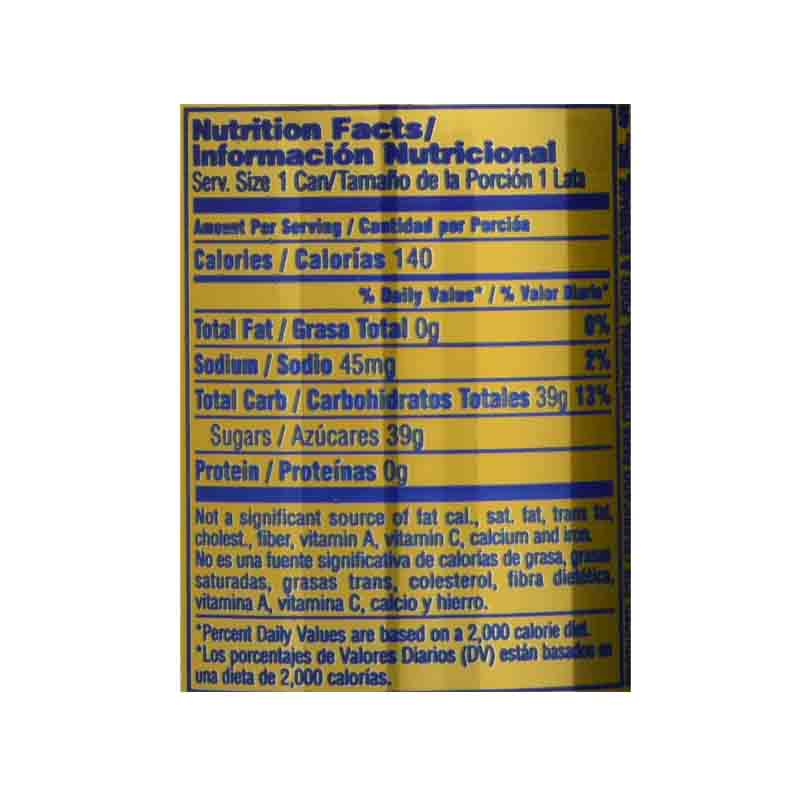 Nutrition Facts/
Información Nutricional
Serv. Size 1 Can/Tamaño de la Porción 1 Lata
Amount Per Serving / Cantidad por Porción
Calories / Calorías 140
% Daily Value* / % Valor Diario*
Total Fat / Grasa Total 0g 0%
Sodium / Sodio 45mg 2%
Total Carb / Carbohidratos Totales 39g 13%
Sugars / Azúcares 39g
Protein / Proteínas 0g
Not a significant source of fat cal., sat. fat, trans fat,
cholest., fiber, vitamin A, vitamin C, calcium and iron.
No es una fuente significativa de calorías de grasa, grasas
saturadas, grasas trans, colesterol, fibra dietética,
vitamina A, vitamina C, calcio y hierro.
*Percent Daily Values are based on a 2,000 calorie diet.
*Los porcentajes de Valores Diarios (DV) están basados en
una dieta de 2,000 calorías.